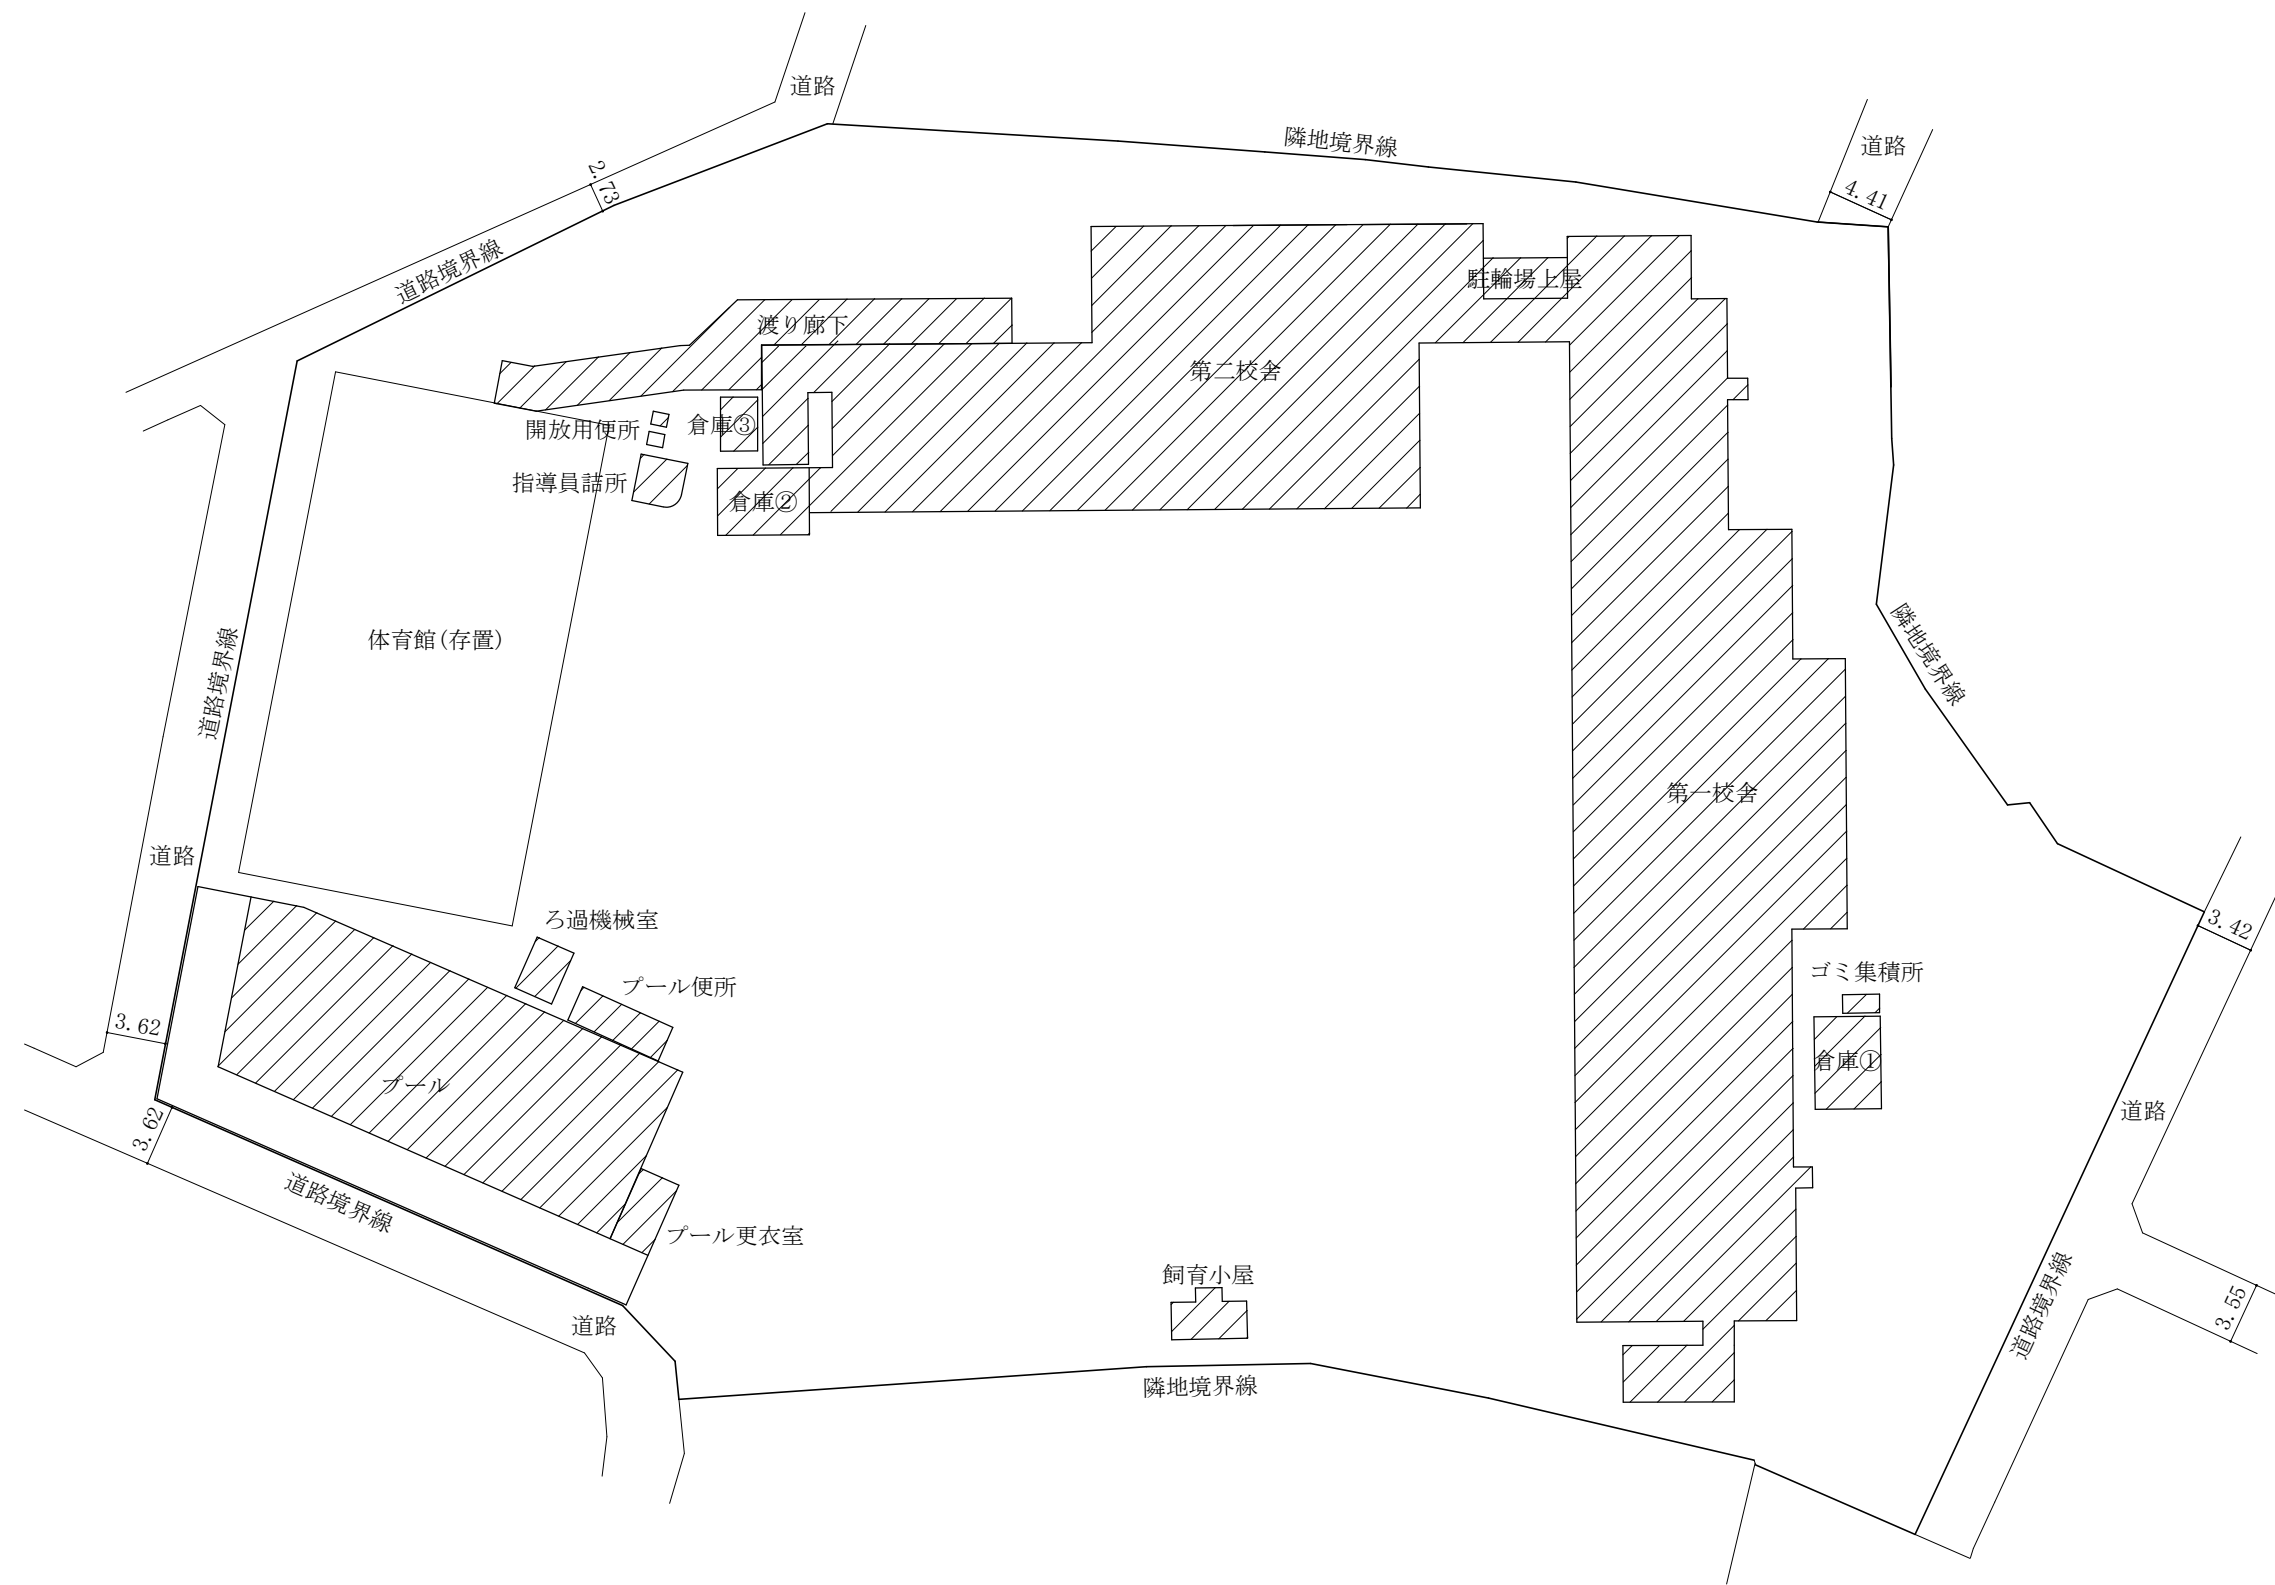 道路
隣地境界線
道路
2.73
4.41
道路境界線
駐輪場上屋
渡り廊下
第二校舎
倉庫③
開放用便所
指導員詰所
倉庫②
体育館(存置)
道路境界線
隣地境界線
第一校舎
道路
ろ過機械室
3.42
ゴミ集積所
プール便所
3.62
倉庫①
プール
道路
3.62
道路境界線
プール更衣室
飼育小屋
道路境界線
3.55
道路
隣地境界線